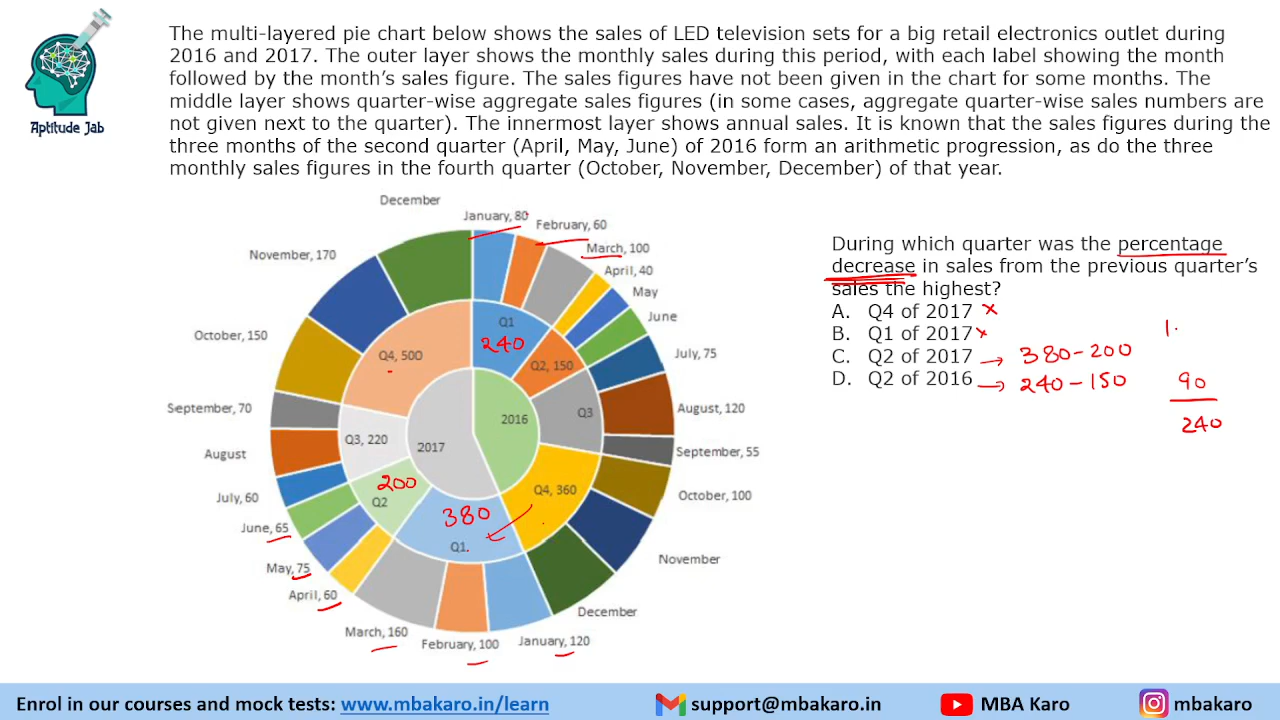 The multi-layered pie chart below shows the sales of LED television sets for a big retail electronics outlet during
2016 and 2017. The outer layer shows the monthly sales during this period, with each label showing the month
followed by the month's sales figure. The sales figures have not been given in the chart for some months. The
middle layer shows quarter-wise aggregate sales figures (in some cases, aggregate quarter-wise sales numbers are
not given next to the quarter). The innermost layer shows annual sales. It is known that the sales figures during the
three months of the second quarter (April, May, June) of 2016 form an arithmetic progression, as do the three
monthly sales figures in the fourth quarter (October, November, December) of that year.
Aptitude Jab
December
January, 80
February, 60
March, 100
April, 40
May
June
July, 75
August, 120
September, 55
October, 100
November
December
January, 120
February, 100
March, 160
April, 60
May, 75
June, 65
July, 60
August
September, 70
October, 150
November, 170
Q1
240
Q2, 150
Q3
Q4, 360
380
Q1
200
Q2
Q3, 220
Q4, 500
2016
2017
During which quarter was the percentage
decrease in sales from the previous quarter's
sales the highest?
A. Q4 of 2017 ×
B. Q1 of 2017 ×
C. Q2 of 2017 → 380-200
D. Q2 of 2016 → 240-150
90
240
Enrol in our courses and mock tests: www.mbakaro.in/learn
support@mbakaro.in
MBA Karo
mbakaro